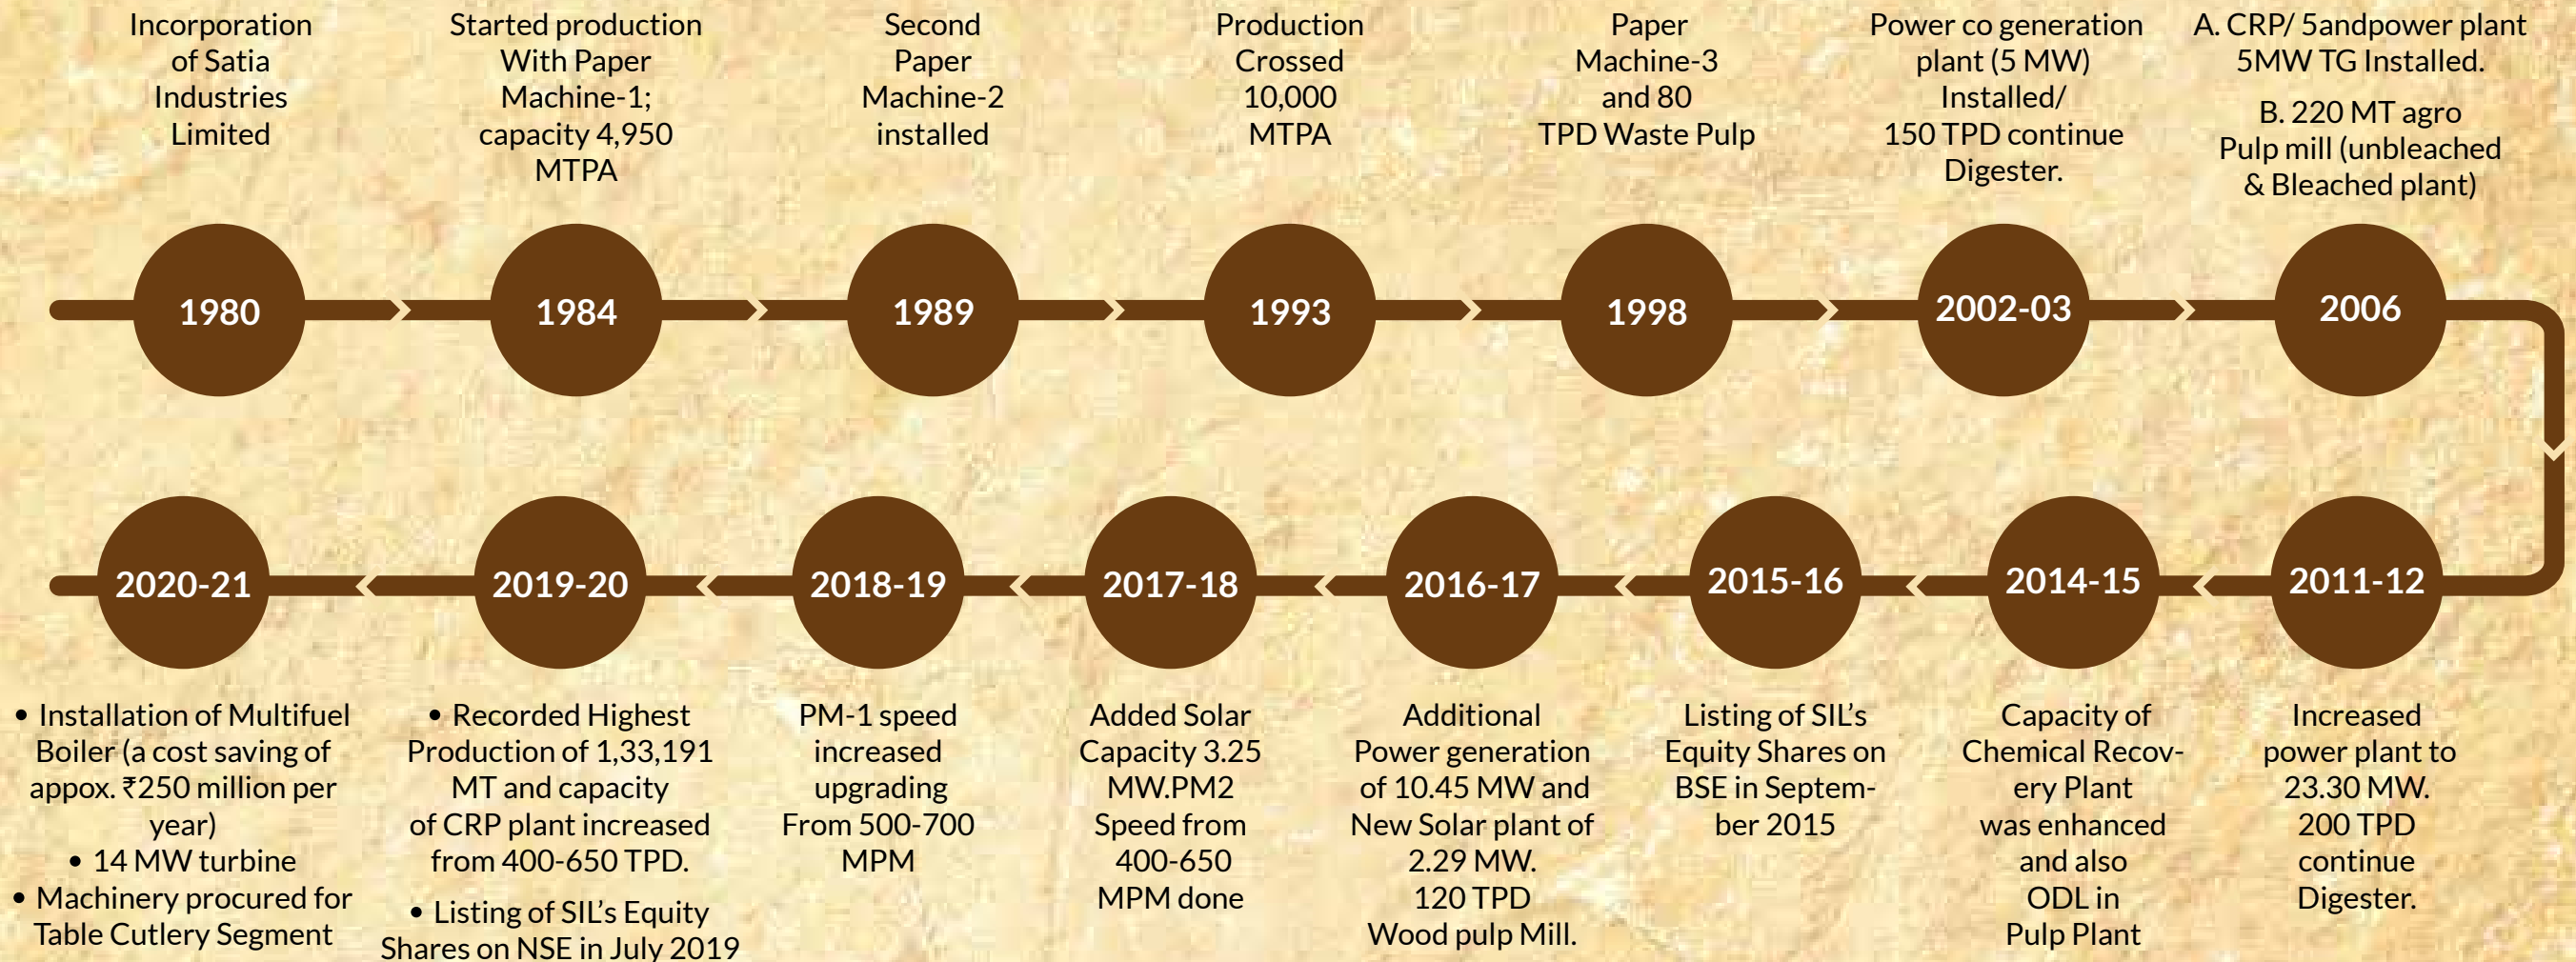 Incorporation
of Satia
Industries
Limited
Started production
With Paper
Machine-1;
capacity 4,950
MTPA
Second
Paper
Machine-2
installed
Production
Crossed
10,000
MTPA
Paper
Machine-3
and 80
TPD Waste Pulp
Power co generation
plant (5 MW)
Installed/
150 TPD continue
Digester.
A. CRP/ 5andpower plant
5MW TG Installed.
B. 220 MT agro
Pulp mill (unbleached
& Bleached plant)
1980
1984
1989
1993
1998
2002-03
2006
2020-21
2019-20
2018-19
2017-18
2016-17
2015-16
2014-15
2011-12
• Installation of Multifuel
Boiler (a cost saving of
appox. ₹250 million per
year)
• 14 MW turbine
• Machinery procured for
Table Cutlery Segment
• Recorded Highest
Production of 1,33,191
MT and capacity
of CRP plant increased
from 400-650 TPD.
• Listing of SIL’s Equity
Shares on NSE in July 2019
PM-1 speed
increased
upgrading
From 500-700
MPM
Added Solar
Capacity 3.25
MW.PM2
Speed from
400-650
MPM done
Additional
Power generation
of 10.45 MW and
New Solar plant of
2.29 MW.
120 TPD
Wood pulp Mill.
Listing of SIL’s
Equity Shares on
BSE in Septem-
ber 2015
Capacity of
Chemical Recov-
ery Plant
was enhanced
and also
ODL in
Pulp Plant
Increased
power plant to
23.30 MW.
200 TPD
continue
Digester.